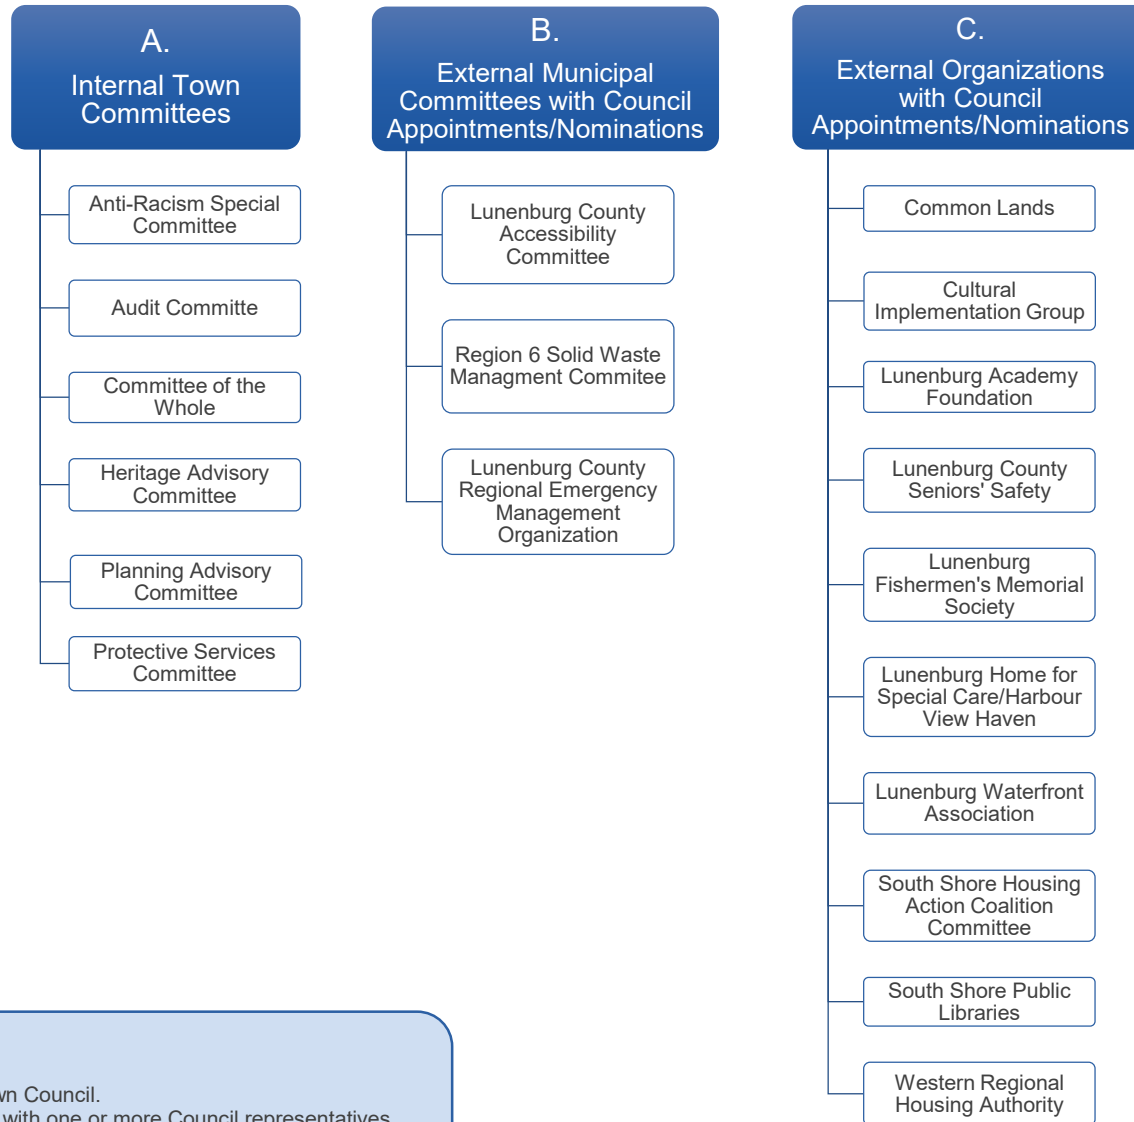 A.
Internal Town
Committees
Anti-Racism Special
Committee
Audit Committe
Committee of the
Whole
Heritage Advisory
Committee
Planning Advisory
Committee
Protective Services
Committee
B.
External Municipal
Committees with Council
Appointments/Nominations
Lunenburg County
Accessibility
Committee
Region 6 Solid Waste
Managment Commitee
Lunenburg County
Regional Emergency
Management
Organization
C.
External Organizations
with Council
Appointments/Nominations
Common Lands
Cultural
Implementation Group
Lunenburg Academy
Foundation
Lunenburg County
Seniors' Safety
Lunenburg
Fishermen's Memorial
Society
Lunenburg Home for
Special Care/Harbour
View Haven
Lunenburg Waterfront
Association
South Shore Housing
Action Coalition
Committee
South Shore Public
Libraries
Western Regional
Housing Authority
Council.
with one or more Council representatives